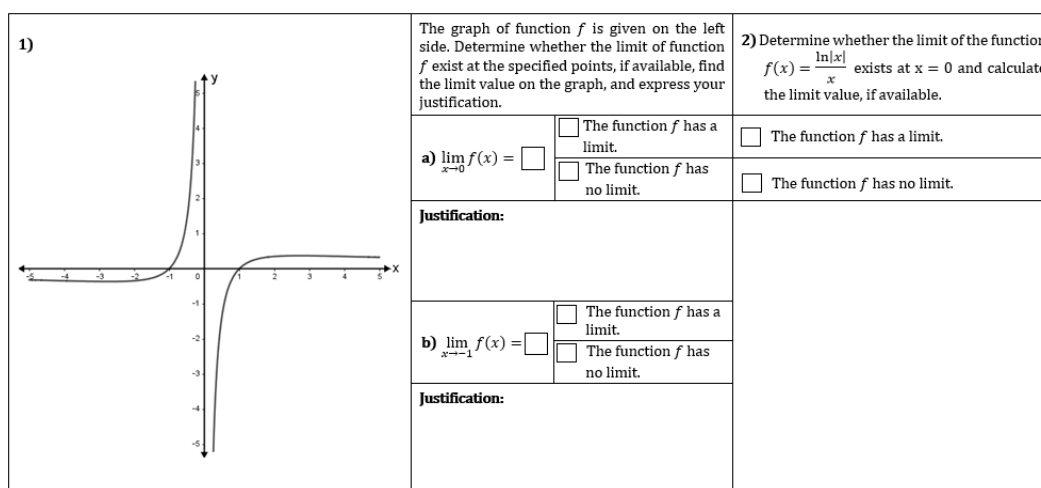 1)
y
5
4
3
2
1
-5 -4 -3 -2 -1 0 1 2 3 4 5 x
-1
-2
-3
-4
-5
The graph of function f is given on the left
side. Determine whether the limit of function
f exist at the specified points, if available, find
the limit value on the graph, and express your
justification.
a) lim f(x) = □
x→0
□ The function f has a
limit.
□ The function f has
no limit.
Justification:
b) lim f(x) = □
x→-1
□ The function f has a
limit.
□ The function f has
no limit.
Justification:
2) Determine whether the limit of the function
f(x) = ln|x|/x exists at x = 0 and calculate
the limit value, if available.
□ The function f has a limit.
□ The function f has no limit.